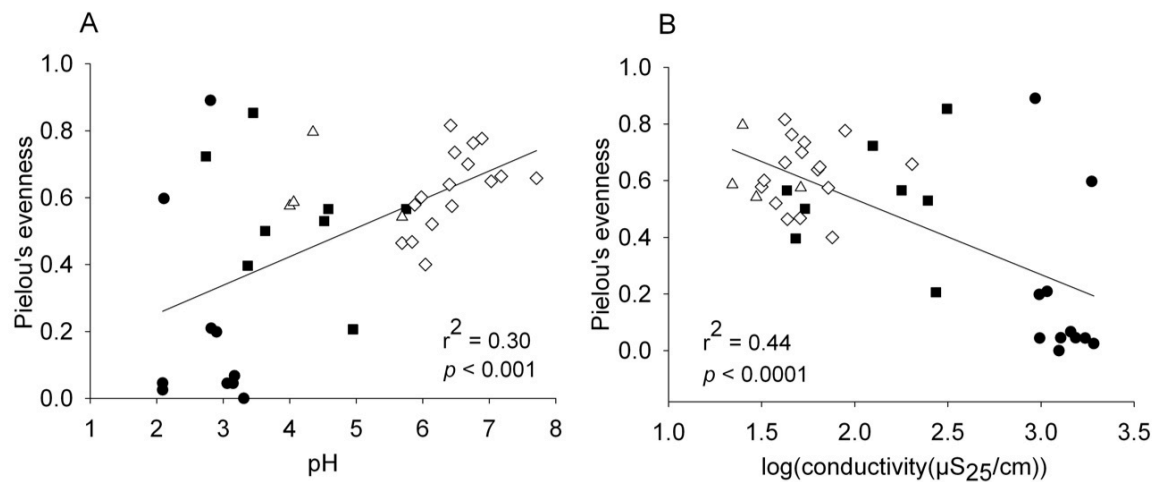 A
Pielou's evenness
1.0
0.8
0.6
0.4
0.2
0.0
r² = 0.30
p < 0.001
1 2 3 4 5 6 7 8
pH
B
Pielou's evenness
1.0
0.8
0.6
0.4
0.2
0.0
r² = 0.44
p < 0.0001
1.0 1.5 2.0 2.5 3.0 3.5
log(conductivity(µS₂₅/cm))